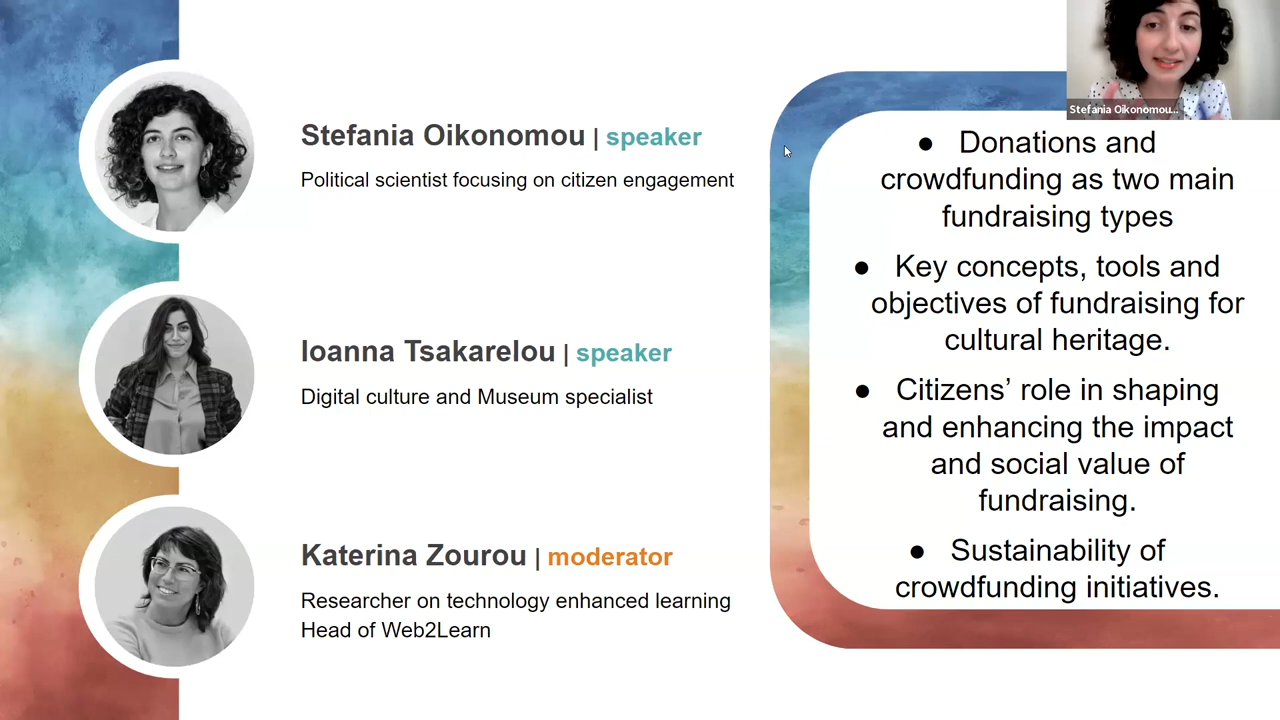 Stefania Oikonomou | speaker
Political scientist focusing on citizen engagement
Ioanna Tsakarelou | speaker
Digital culture and Museum specialist
Katerina Zourou | moderator
Researcher on technology enhanced learning
Head of Web2Learn
Stefania Oikonomou...
● Donations and
crowdfunding as two main
fundraising types
● Key concepts, tools and
objectives of fundraising for
cultural heritage.
● Citizens’ role in shaping
and enhancing the impact
and social value of
fundraising.
● Sustainability of
crowdfunding initiatives.